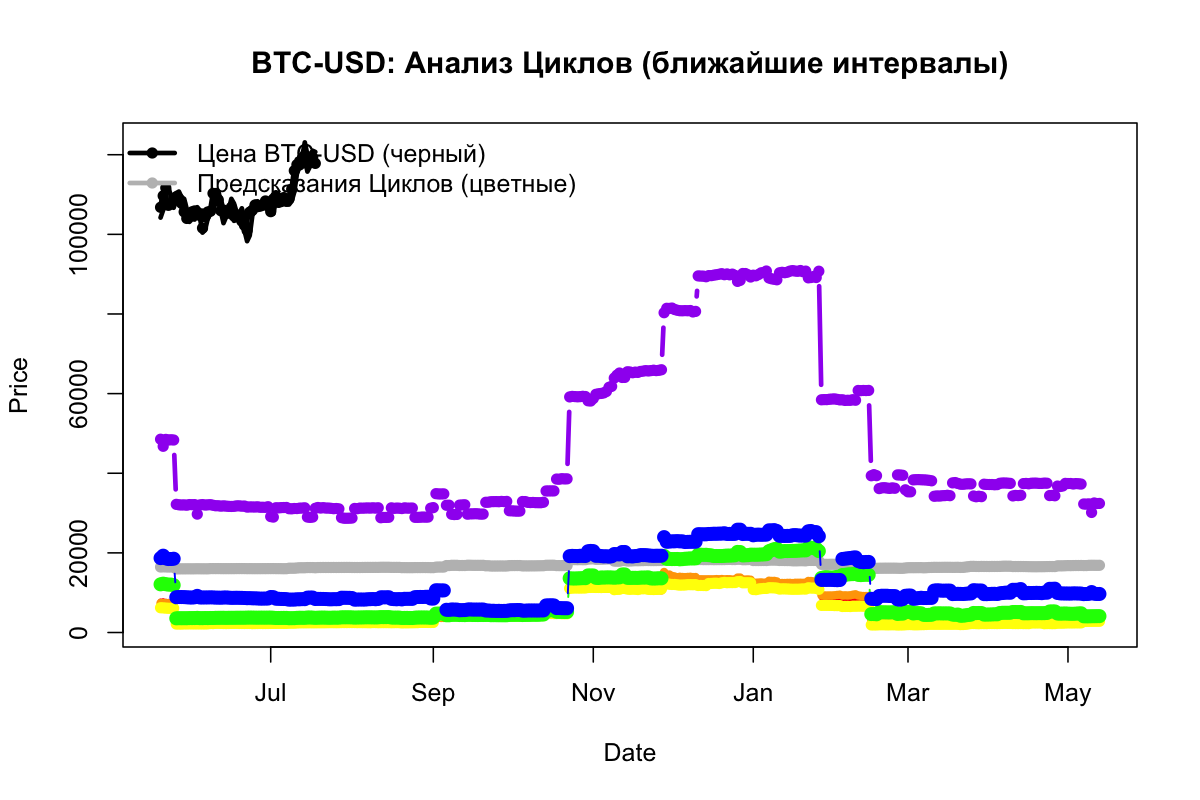 BTC-USD: Анализ Циклов (ближайшие интервалы)
Цена BTC-USD (черный)
Предсказания Циклов (цветные)
Price
100000
60000
20000
0
Jul Sep Nov Jan Mar May
Date